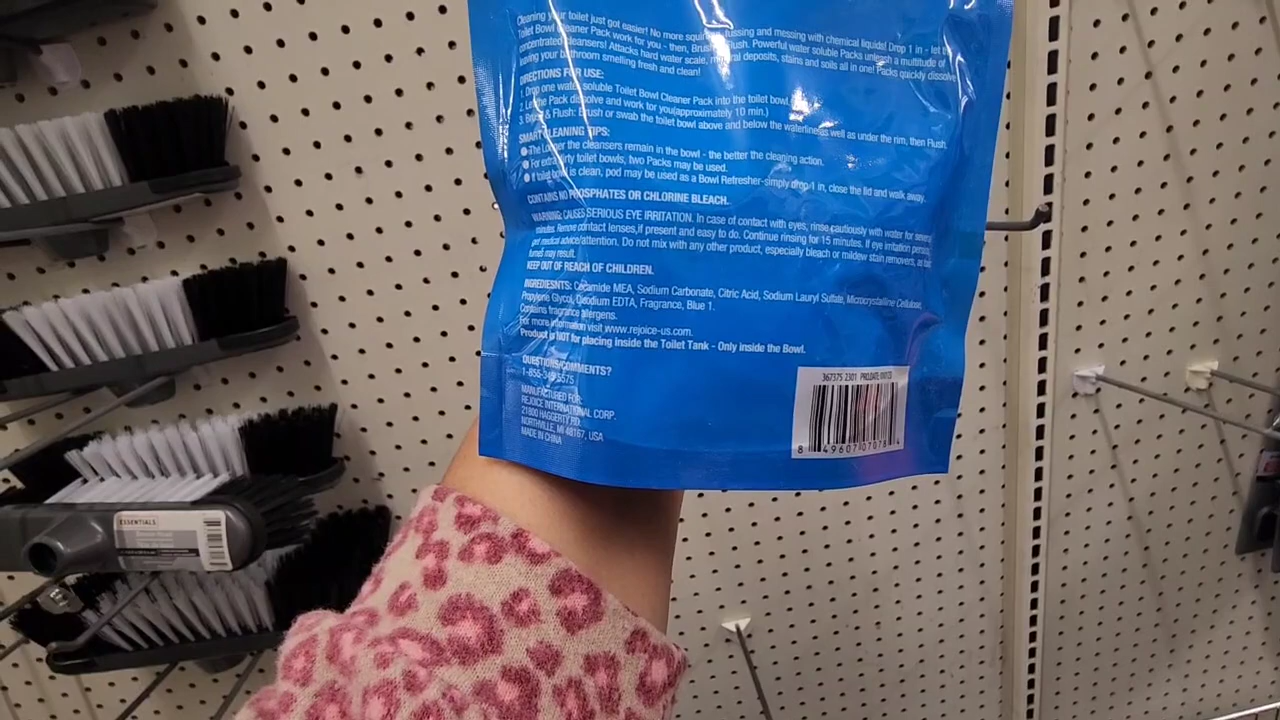 Cleaning your toilet just got easier! No more squirting, fussing and messing with chemical liquids! Drop 1 in - let the
Toilet Bowl Cleaner Pack work for you - then, Brush & Flush. Powerful water soluble Packs unleash a multitude of
concentrated cleansers! Attacks hard water scale, mineral deposits, stains and soils all in one! Packs quickly dissolve
leaving your bathroom smelling fresh and clean!
DIRECTIONS FOR USE:
1. Drop one water soluble Toilet Bowl Cleaner Pack into the toilet bowl.
2. Let the Pack dissolve and work for you(approximately 10 min.)
3. Brush & Flush: Brush or swab the toilet bowl above and below the waterline as well as under the rim, then Flush.
SMART CLEANING TIPS:
The Longer the cleansers remain in the bowl - the better the cleaning action.
For extra dirty toilet bowls, two Packs may be used.
If toilet bowl is clean, pod may be used as a Bowl Refresher-simply drop 1 in, close the lid and walk away.
CONTAINS NO PHOSPHATES OR CHLORINE BLEACH.
WARNING: CAUSES SERIOUS EYE IRRITATION. In case of contact with eyes, rinse cautiously with water for several
minutes. Remove contact lenses,if present and easy to do. Continue rinsing for 15 minutes. If eye irritation persists,
get medical advice/attention. Do not mix with any other product, especially bleach or mildew stain removers, as
fumes may result.
KEEP OUT OF REACH OF CHILDREN.
INGREDIESNTS: Cocamide MEA, Sodium Carbonate, Citric Acid, Sodium Lauryl Sulfate, Microcrystalline Cellulose,
Propylene Glycol, Disodium EDTA, Fragrance, Blue 1.
Contains fragrance allergens.
For more information visit www.rejoice-us.com.
Product is NOT for placing Inside the Toilet Tank - Only Inside the Bowl.
QUESTIONS/COMMENTS?
1-855-345-5575
MANUFACTURED FOR:
REJOICE INTERNATIONAL CORP.
21800 HAGGERTY RD.
NORTHVILLE, MI 48167, USA
MADE IN CHINA
367375 2301
8 49607 07078 4
ESSENTIALS